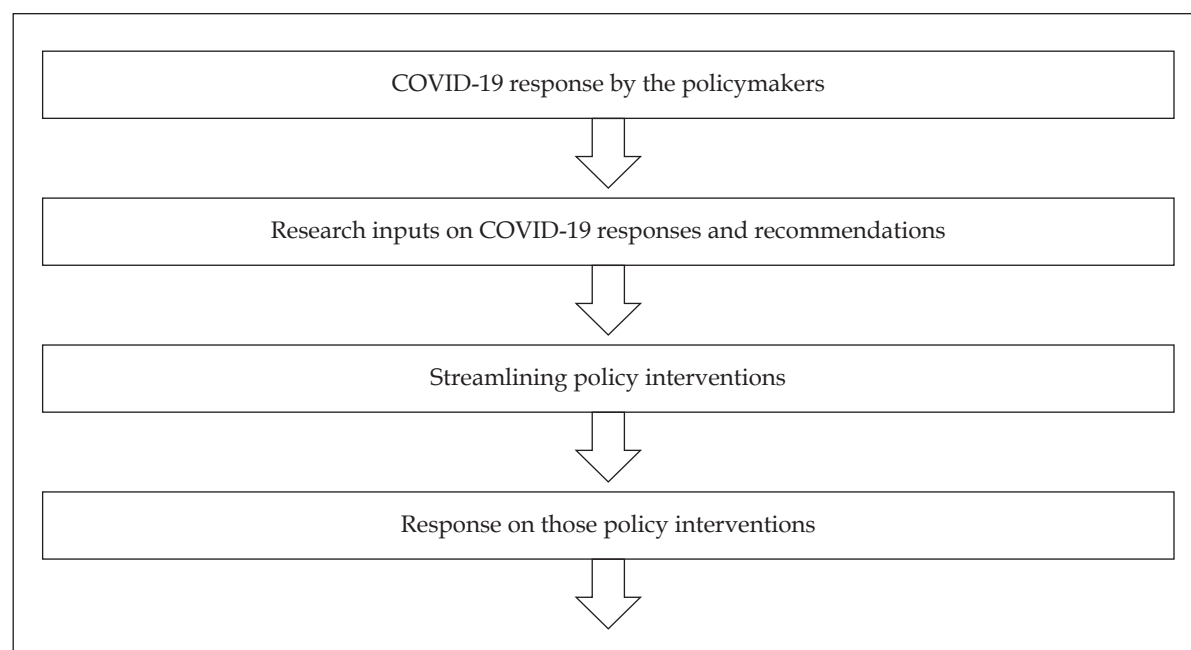 COVID-19 response by the policymakers
Research inputs on COVID-19 responses and recommendations
Streamlining policy interventions
Response on those policy interventions